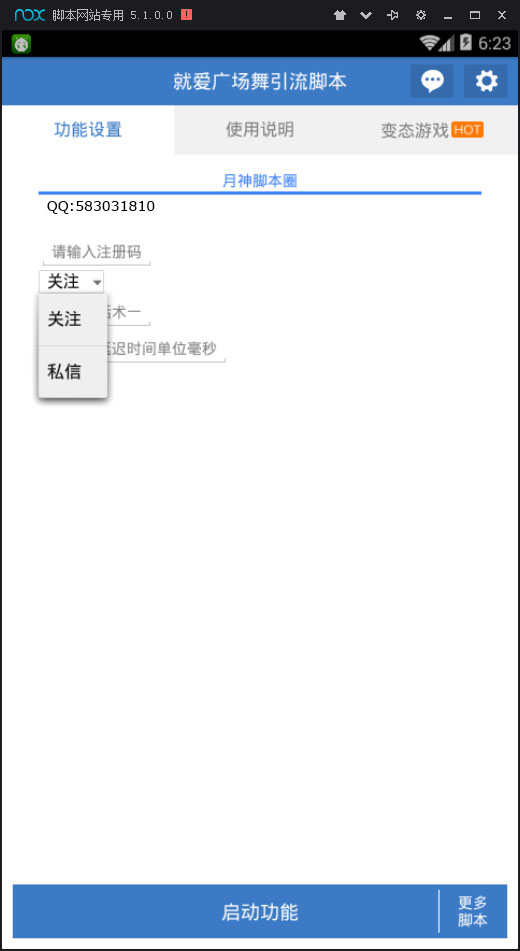 nox 脚本网站专用 5.1.0.0
6:23
就爱广场舞引流脚本
功能设置 使用说明 变态游戏 HOT
月神脚本圈
QQ:583031810
请输入注册码
关注
关注
术一
迟时间单位毫秒
私信
启动功能
更多
脚本